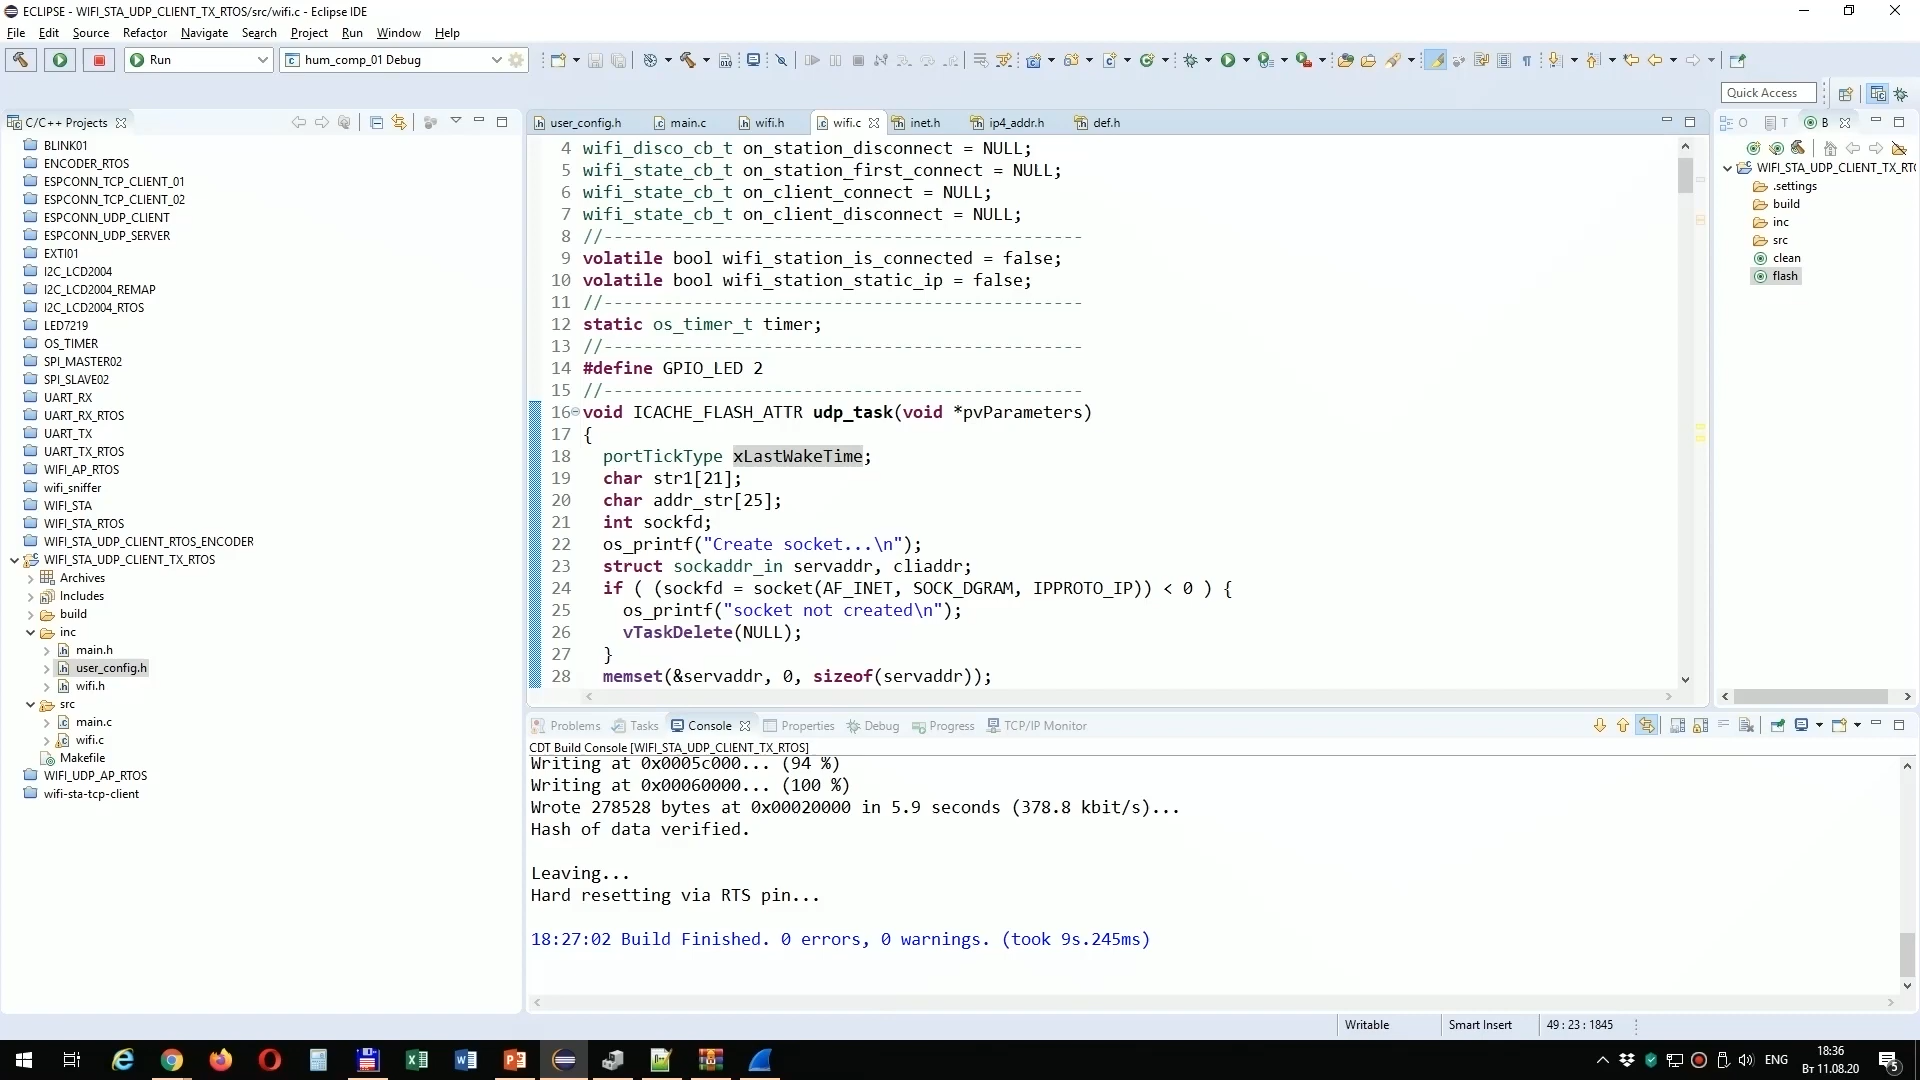 ECLIPSE - WIFI_STA_UDP_CLIENT_TX_RTOS/src/wifi.c - Eclipse IDE
File Edit Source Refactor Navigate Search Project Run Window Help
Run
hum_comp_01 Debug
Quick Access
C/C++ Projects
BLINK01
ENCODER_RTOS
ESPCONN_TCP_CLIENT_01
ESPCONN_TCP_CLIENT_02
ESPCONN_UDP_CLIENT
ESPCONN_UDP_SERVER
EXTI01
I2C_LCD2004
I2C_LCD2004_REMAP
I2C_LCD2004_RTOS
LED7219
OS_TIMER
SPI_MASTER02
SPI_SLAVE02
UART_RX
UART_RX_RTOS
UART_TX
UART_TX_RTOS
WIFI_AP_RTOS
wifi_sniffer
WIFI_STA
WIFI_STA_RTOS
WIFI_STA_UDP_CLIENT_RTOS_ENCODER
WIFI_STA_UDP_CLIENT_TX_RTOS
Archives
Includes
build
inc
main.h
user_config.h
wifi.h
src
main.c
wifi.c
Makefile
WIFI_UDP_AP_RTOS
wifi-sta-tcp-client
user_config.h main.c wifi.h wifi.c inet.h ip4_addr.h def.h
4 wifi_disco_cb_t on_station_disconnect = NULL;
5 wifi_state_cb_t on_station_first_connect = NULL;
6 wifi_state_cb_t on_client_connect = NULL;
7 wifi_state_cb_t on_client_disconnect = NULL;
8 //------------------------------------------------
9 volatile bool wifi_station_is_connected = false;
10 volatile bool wifi_station_static_ip = false;
11 //------------------------------------------------
12 static os_timer_t timer;
13 //------------------------------------------------
14 #define GPIO_LED 2
15 //------------------------------------------------
16 void ICACHE_FLASH_ATTR udp_task(void *pvParameters)
17 {
18 portTickType xLastWakeTime;
19 char str1[21];
20 char addr_str[25];
21 int sockfd;
22 os_printf("Create socket...\n");
23 struct sockaddr_in servaddr, cliaddr;
24 if ( (sockfd = socket(AF_INET, SOCK_DGRAM, IPPROTO_IP)) < 0 ) {
25 os_printf("socket not created\n");
26 vTaskDelete(NULL);
27 }
28 memset(&servaddr, 0, sizeof(servaddr));
O T B
WIFI_STA_UDP_CLIENT_TX_RTO
.settings
build
inc
src
clean
flash
Problems Tasks Console Properties Debug Progress TCP/IP Monitor
CDT Build Console [WIFI_STA_UDP_CLIENT_TX_RTOS]
Writing at 0x0005c000... (94 %)
Writing at 0x00060000... (100 %)
Wrote 278528 bytes at 0x00020000 in 5.9 seconds (378.8 kbit/s)...
Hash of data verified.
Leaving...
Hard resetting via RTS pin...
18:27:02 Build Finished. 0 errors, 0 warnings. (took 9s.245ms)
Writable Smart Insert 49 : 23 : 1845
ENG
18:36
Вт 11.08.20
5